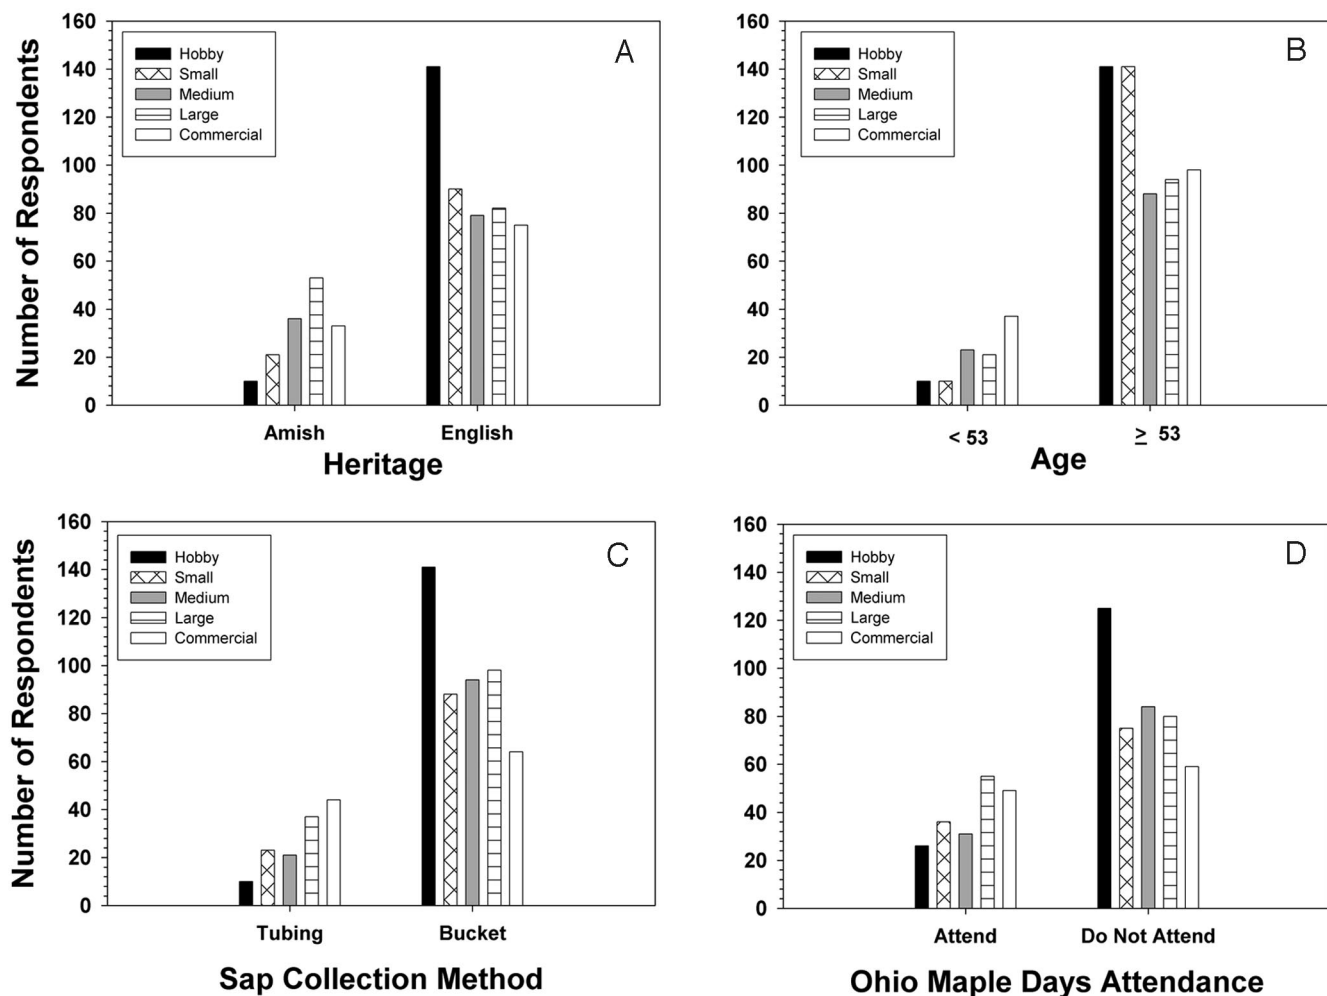 Number of Respondents
160
140
120
100
80
60
40
20
0
Hobby
Small
Medium
Large
Commercial
A
Amish English
Heritage
160
140
120
100
80
60
40
20
0
Hobby
Small
Medium
Large
Commercial
B
< 53 ≥ 53
Age
Number of Respondents
160
140
120
100
80
60
40
20
0
Hobby
Small
Medium
Large
Commercial
C
Tubing Bucket
Sap Collection Method
160
140
120
100
80
60
40
20
0
Hobby
Small
Medium
Large
Commercial
D
Attend Do Not Attend
Ohio Maple Days Attendance